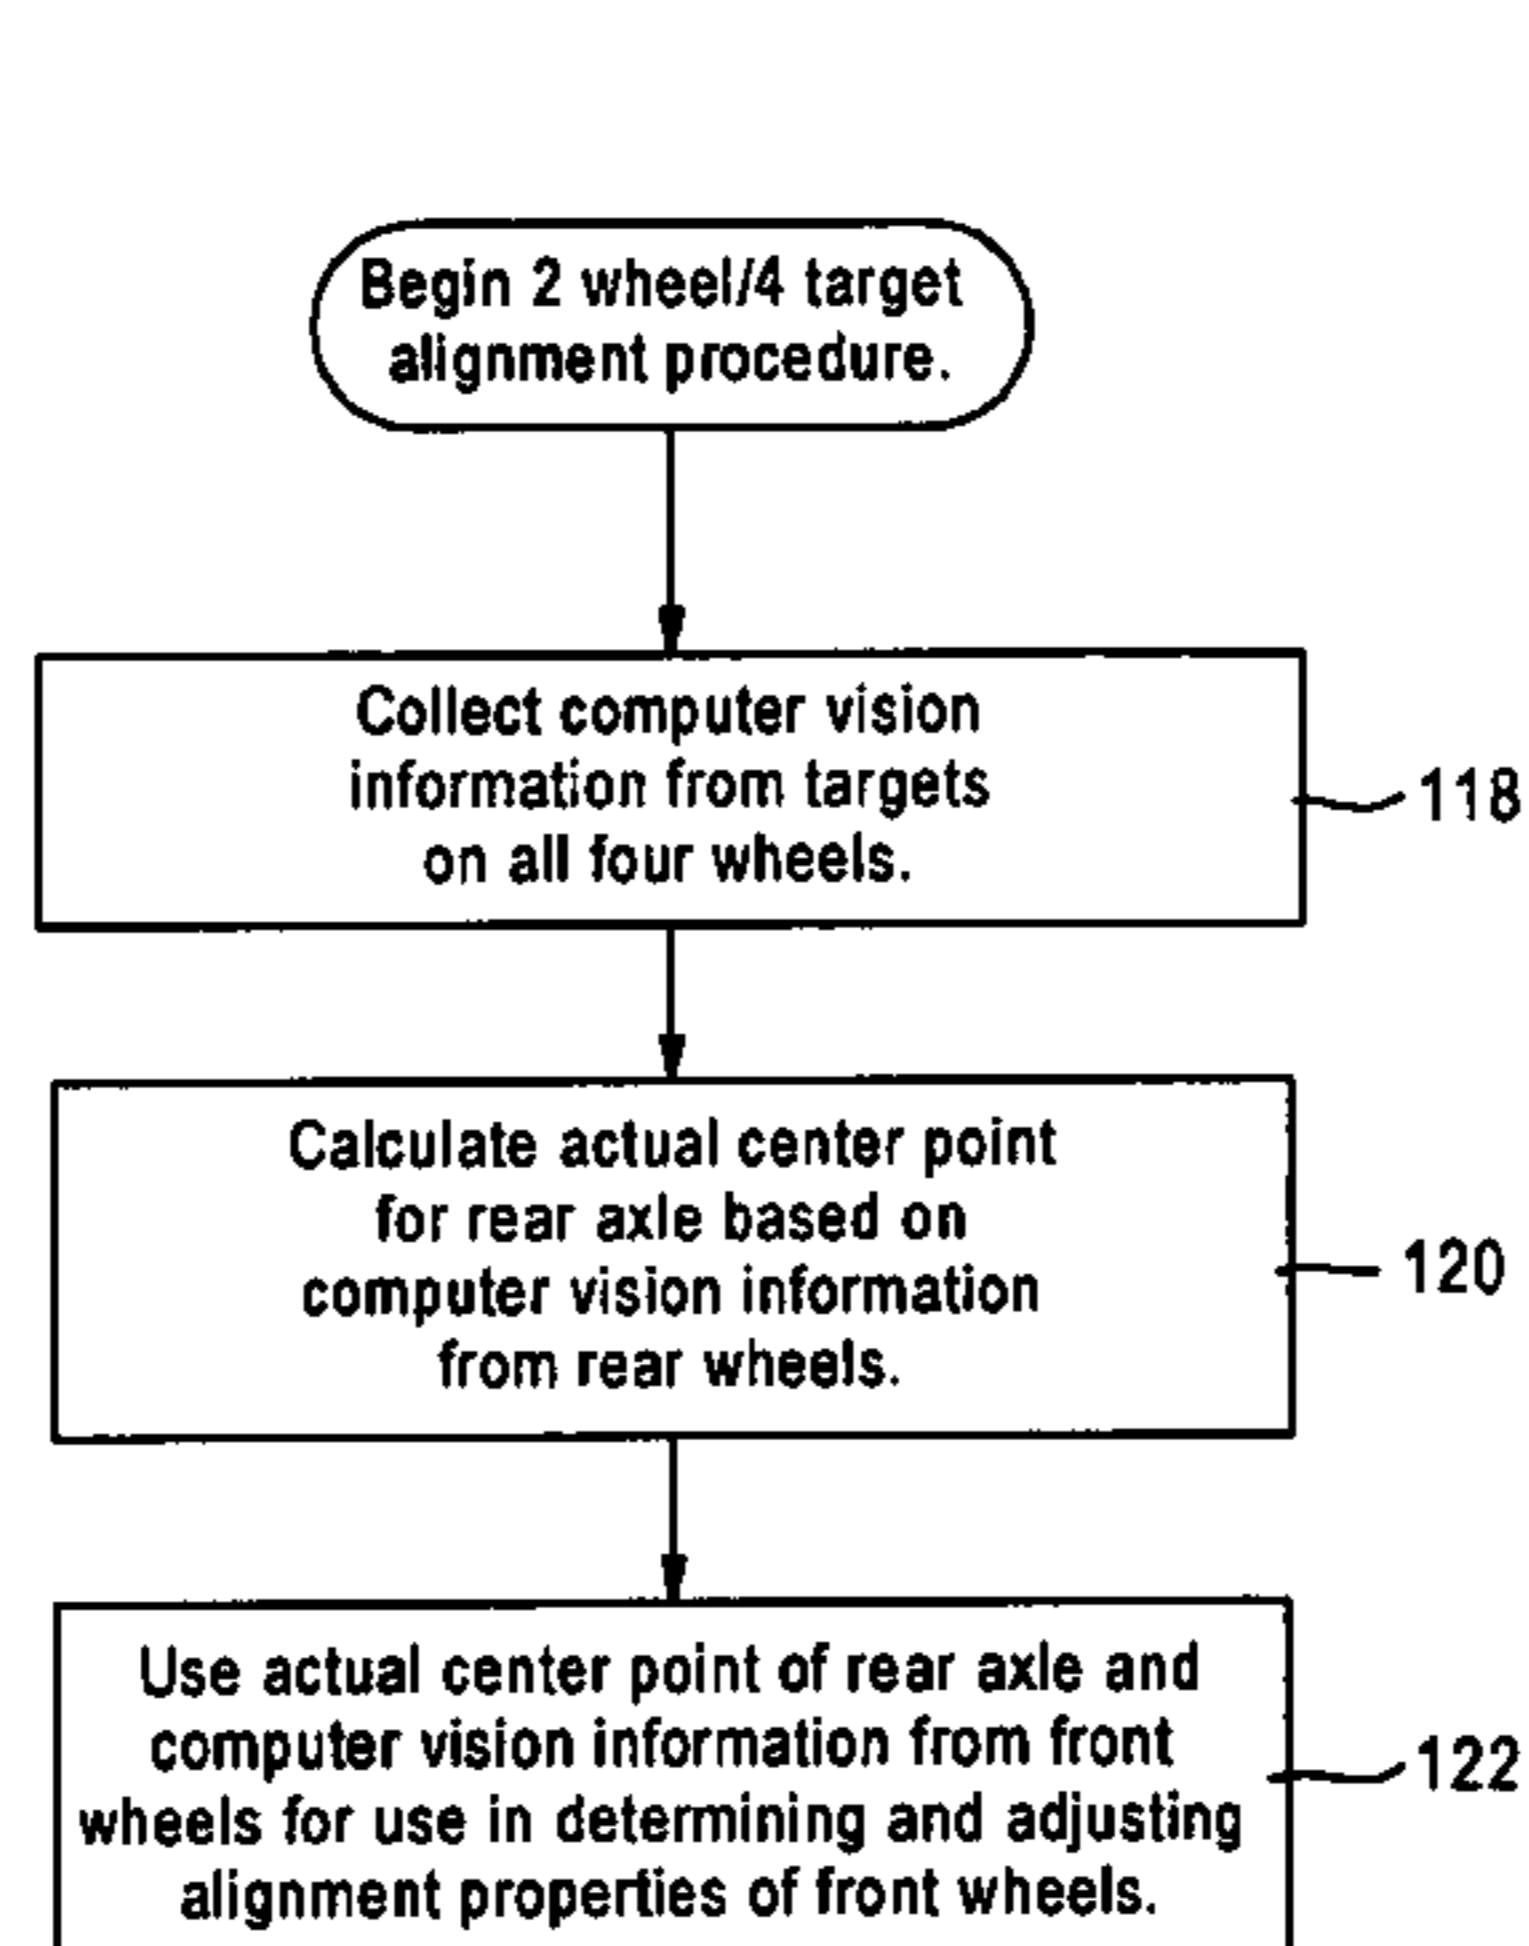 Begin 2 wheel/4 target
alignment procedure.
Collect computer vision
information from targets
on all four wheels.
118
Calculate actual center point
for rear axle based on
computer vision information
from rear wheels.
120
Use actual center point of rear axle and
computer vision information from front
wheels for use in determining and adjusting
alignment properties of front wheels.
122